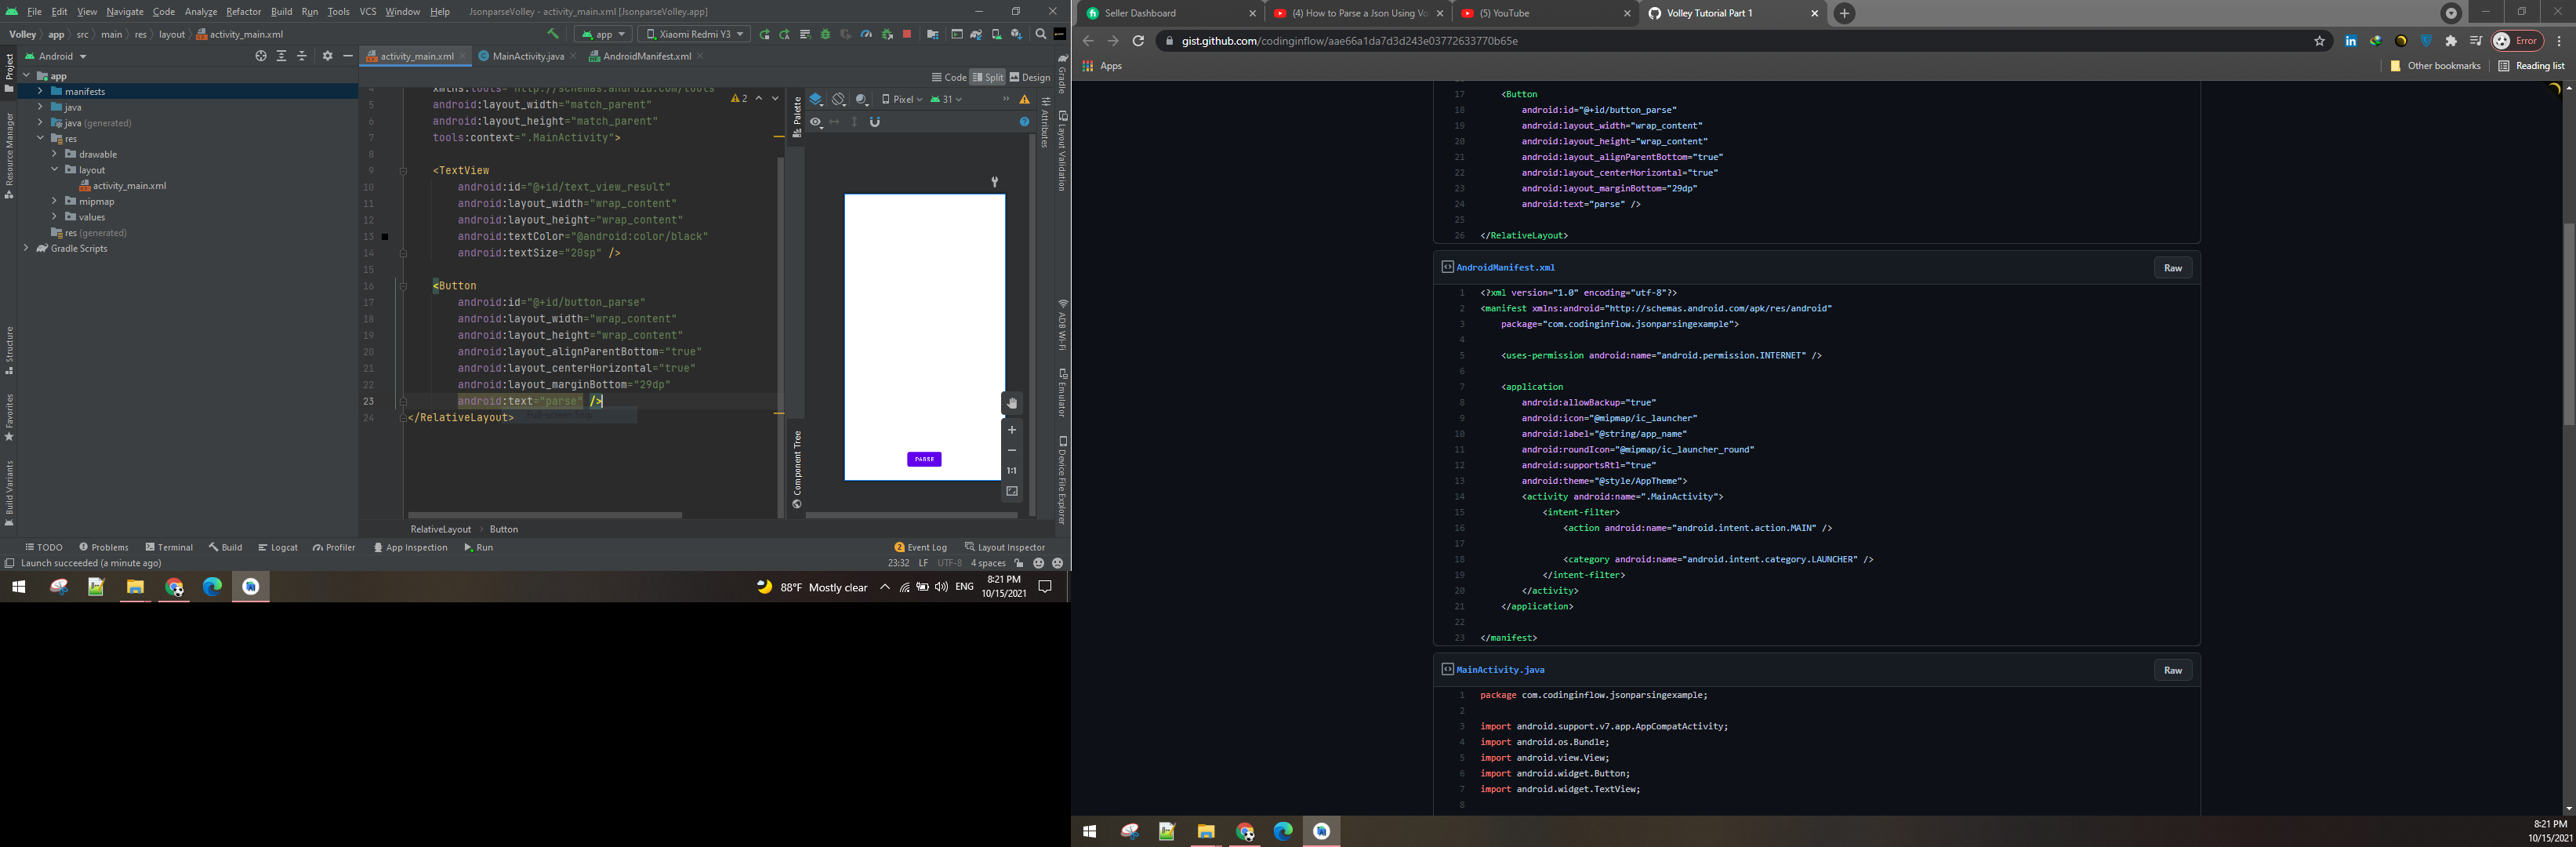 File Edit View Navigate Code Analyze Refactor Build Run Tools VCS Window Help JsonparseVolley - activity_main.xml [JsonparseVolley.app]
Volley app src main res layout activity_main.xml app Xiaomi Redmi Y3
Android
activity_main.xml MainActivity.java AndroidManifest.xml
Code Split Design
Project
Resource Manager
Structure
Favorites
Build Variants
app
manifests
java
java (generated)
res
drawable
layout
activity_main.xml
mipmap
values
res (generated)
Gradle Scripts
4 xmlns:tools="http://schemas.android.com/tools"
5 android:layout_width="match_parent"
6 android:layout_height="match_parent"
7 tools:context=".MainActivity">
8
9 <TextView
10 android:id="@+id/text_view_result"
11 android:layout_width="wrap_content"
12 android:layout_height="wrap_content"
13 android:textColor="@android:color/black"
14 android:textSize="20sp" />
15
16 <Button
17 android:id="@+id/button_parse"
18 android:layout_width="wrap_content"
19 android:layout_height="wrap_content"
20 android:layout_alignParentBottom="true"
21 android:layout_centerHorizontal="true"
22 android:layout_marginBottom="29dp"
23 android:text="parse" />
24 </RelativeLayout>
2
Palette
Component Tree
Pixel 31
PARSE
1:1
Attributes
Gradle
Layout Validation
ADB Wi-Fi
Emulator
Device File Explorer
RelativeLayout Button
TODO Problems Terminal Build Logcat Profiler App Inspection Run 2 Event Log Layout Inspector
Launch succeeded (a minute ago) 23:32 LF UTF-8 4 spaces
88°F Mostly clear ENG 8:21 PM
10/15/2021
Seller Dashboard (4) How to Parse a Json Using Vo (5) YouTube Volley Tutorial Part 1
gist.github.com/codinginflow/aae66a1da7d3d243e03772633770b65e Error
Apps Other bookmarks Reading list
17 <Button
18 android:id="@+id/button_parse"
19 android:layout_width="wrap_content"
20 android:layout_height="wrap_content"
21 android:layout_alignParentBottom="true"
22 android:layout_centerHorizontal="true"
23 android:layout_marginBottom="29dp"
24 android:text="parse" />
25
26 </RelativeLayout>
AndroidManifest.xml Raw
1 <?xml version="1.0" encoding="utf-8"?>
2 <manifest xmlns:android="http://schemas.android.com/apk/res/android"
3 package="com.codinginflow.jsonparsingexample">
4
5 <uses-permission android:name="android.permission.INTERNET" />
6
7 <application
8 android:allowBackup="true"
9 android:icon="@mipmap/ic_launcher"
10 android:label="@string/app_name"
11 android:roundIcon="@mipmap/ic_launcher_round"
12 android:supportsRtl="true"
13 android:theme="@style/AppTheme">
14 <activity android:name=".MainActivity">
15 <intent-filter>
16 <action android:name="android.intent.action.MAIN" />
17
18 <category android:name="android.intent.category.LAUNCHER" />
19 </intent-filter>
20 </activity>
21 </application>
22
23 </manifest>
MainActivity.java Raw
1 package com.codinginflow.jsonparsingexample;
2
3 import android.support.v7.app.AppCompatActivity;
4 import android.os.Bundle;
5 import android.view.View;
6 import android.widget.Button;
7 import android.widget.TextView;
8
8:21 PM
10/15/2021